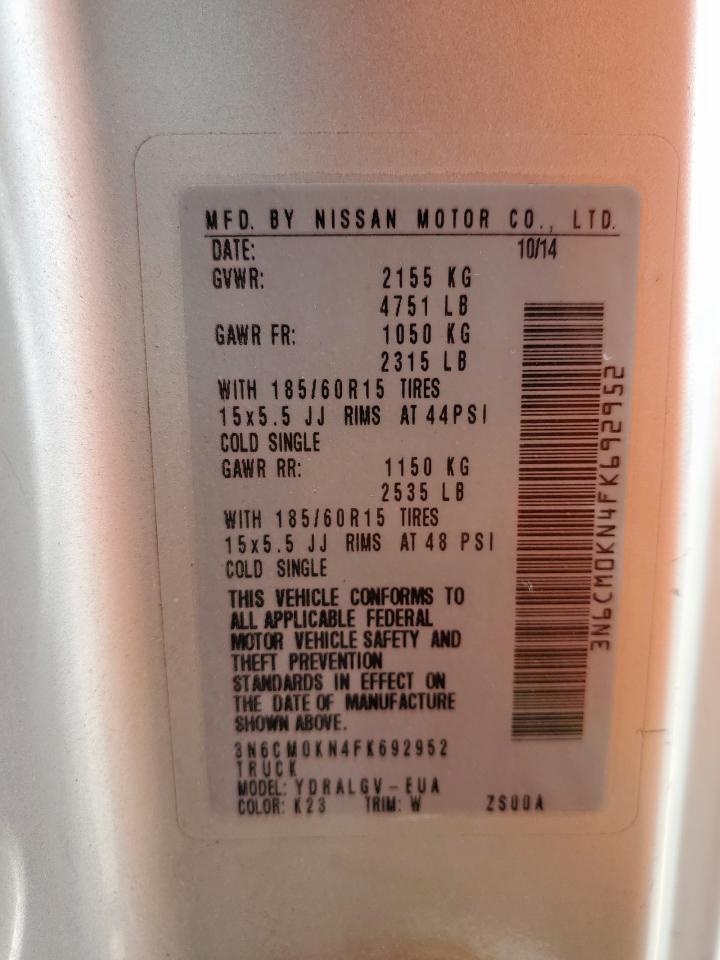 MFD. BY NISSAN MOTOR CO., LTD.
DATE: 10/14
GVWR: 2155 KG
4751 LB
GAWR FR: 1050 KG
2315 LB
WITH 185/60R15 TIRES
15x5.5 JJ RIMS AT 44PSI
COLD SINGLE
GAWR RR: 1150 KG
2535 LB
WITH 185/60R15 TIRES
15x5.5 JJ RIMS AT 48 PSI
COLD SINGLE
THIS VEHICLE CONFORMS TO
ALL APPLICABLE FEDERAL
MOTOR VEHICLE SAFETY AND
THEFT PREVENTION
STANDARDS IN EFFECT ON
THE DATE OF MANUFACTURE
SHOWN ABOVE.
3N6CM0KN4FK692952
TRUCK
MODEL: YDRALGV-EUA
COLOR: K23 TRIM: W ZS00A
3N6CM0KN4FK692952